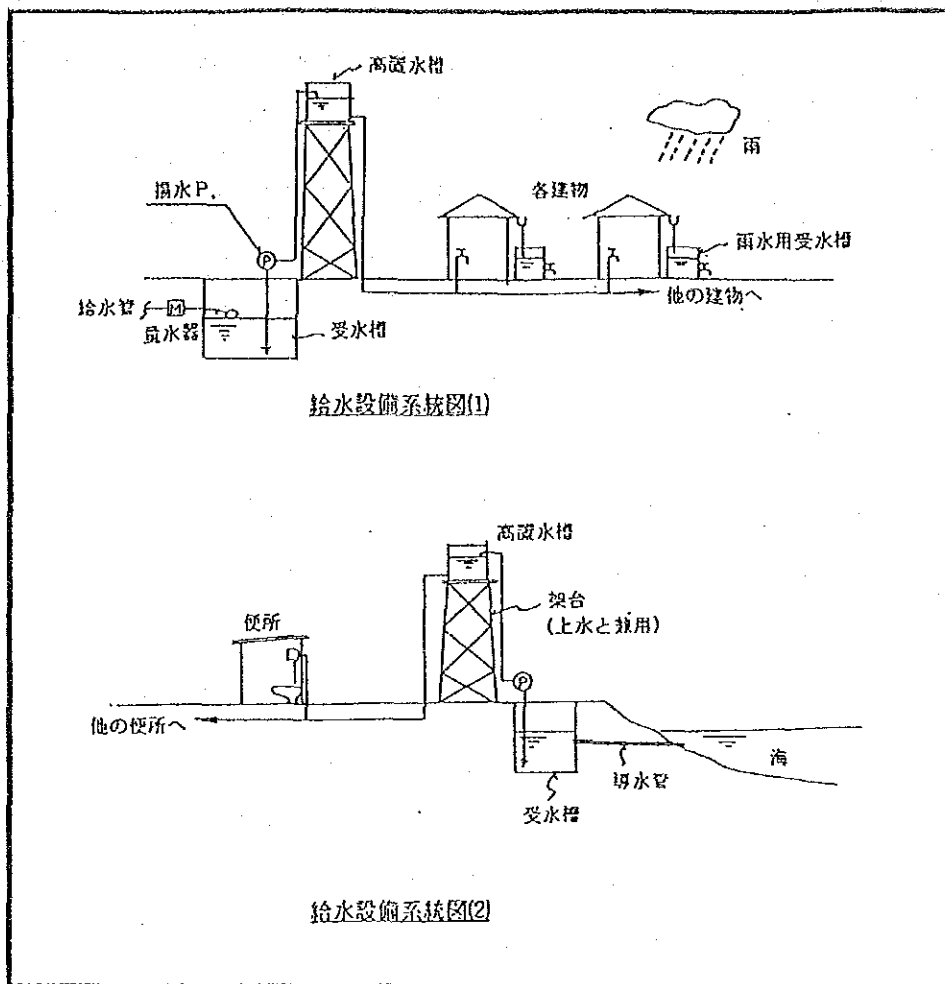 高置水槽
雨
揚水P.
各建物
P
雨水用受水槽
他の建物へ
給水管
M
量水器
受水槽
給水設備系統図(1)
高置水槽
架台
(上水と兼用)
便所
P
他の便所へ
海
導水管
受水槽
給水設備系統図(2)